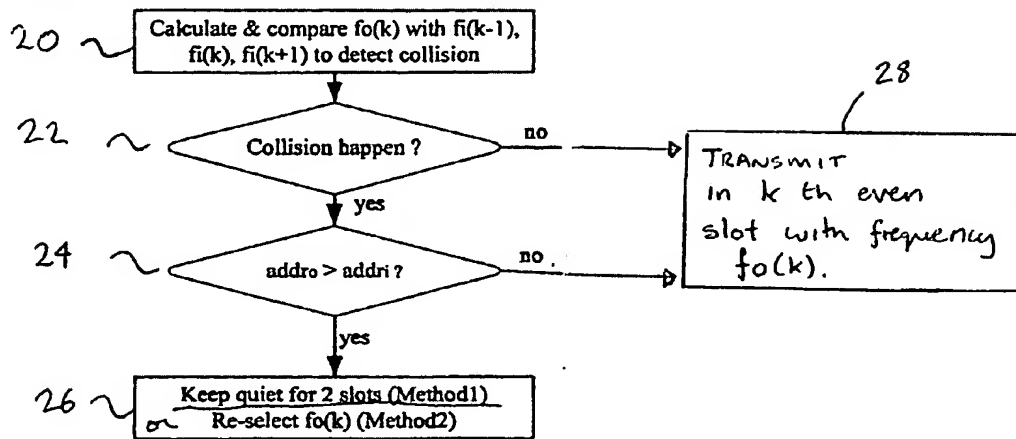 20
Calculate & compare fo(k) with fi(k-1),
fi(k), fi(k+1) to detect collision
28
22
Collision happen ?
no
TRANSMIT
in k th even
slot with frequency
fo(k).
yes
24
addro > addri ?
no.
yes
26
Keep quiet for 2 slots (Method1)
or Re-select fo(k) (Method2)